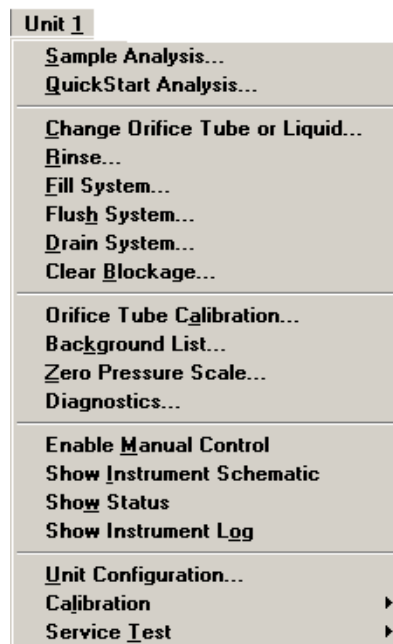 Unit 1
Sample Analysis...
QuickStart Analysis...
Change Orifice Tube or Liquid...
Rinse...
Fill System...
Flush System...
Drain System...
Clear Blockage...
Orifice Tube Calibration...
Background List...
Zero Pressure Scale...
Diagnostics...
Enable Manual Control
Show Instrument Schematic
Show Status
Show Instrument Log
Unit Configuration...
Calibration
Service Test